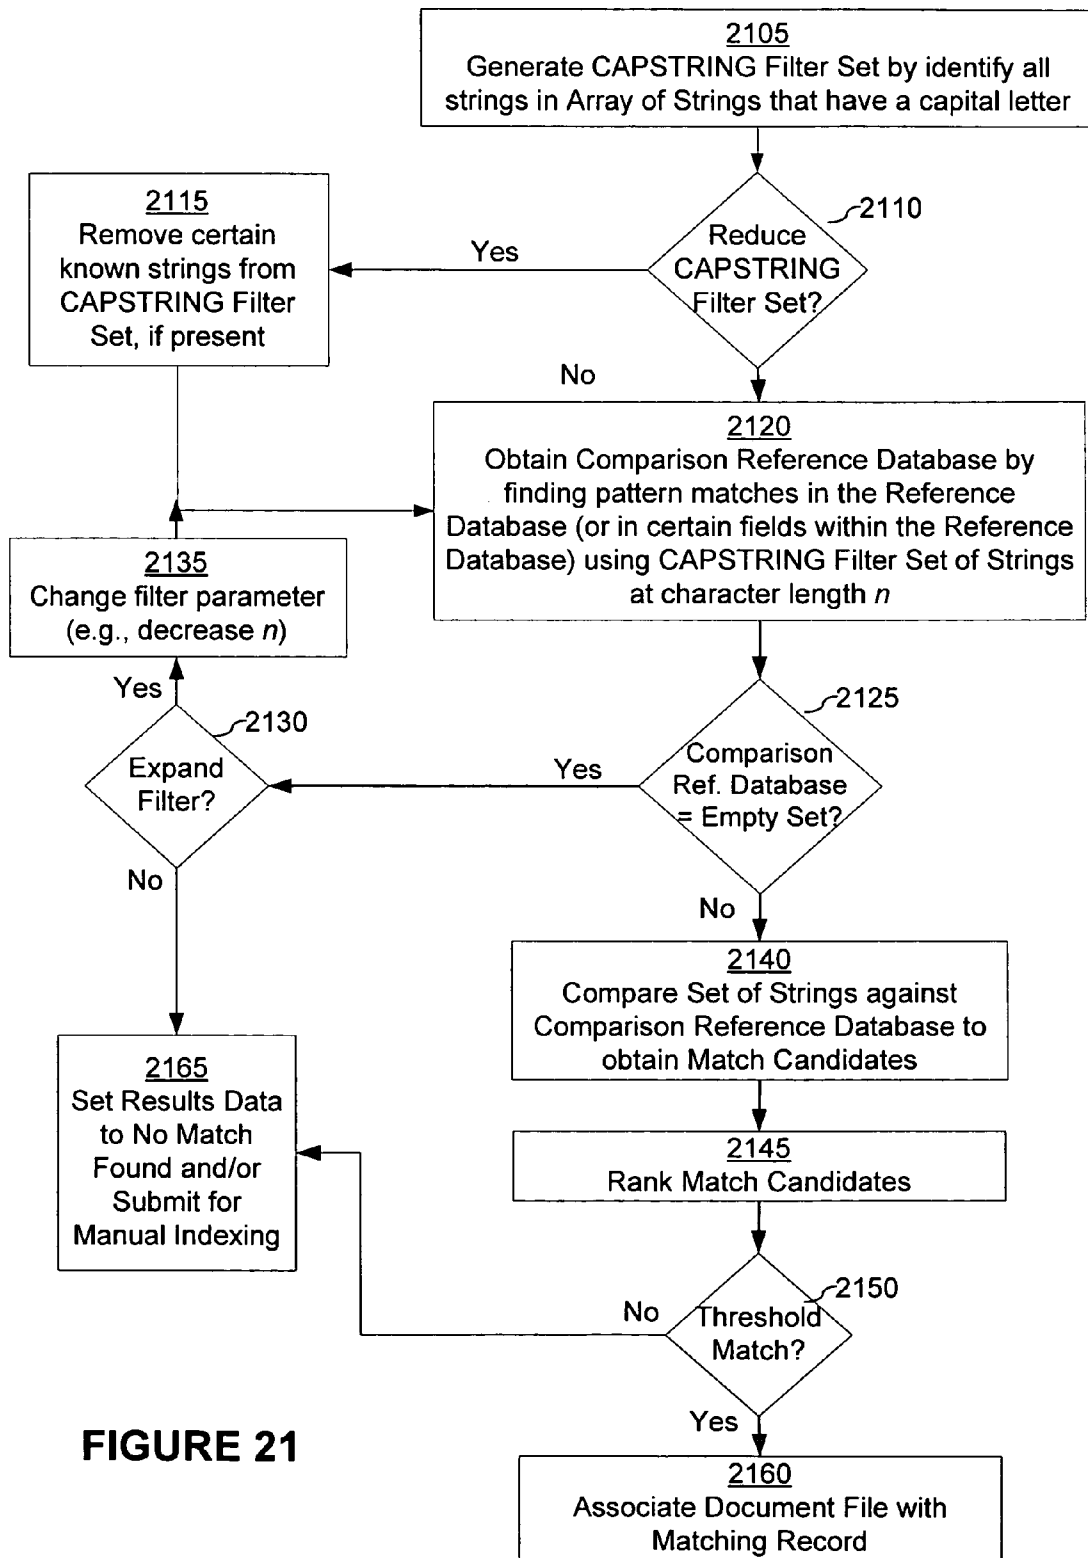 2105
Generate CAPSTRING Filter Set by identify all
strings in Array of Strings that have a capital letter
2110
Reduce
CAPSTRING
Filter Set?
Yes
2115
Remove certain
known strings from
CAPSTRING Filter
Set, if present
No
2120
Obtain Comparison Reference Database by
finding pattern matches in the Reference
Database (or in certain fields within the Reference
Database) using CAPSTRING Filter Set of Strings
at character length n
2135
Change filter parameter
(e.g., decrease n)
Yes
2130
Expand
Filter?
Yes
2125
Comparison
Ref. Database
= Empty Set?
No
No
2140
Compare Set of Strings against
Comparison Reference Database to
obtain Match Candidates
2165
Set Results Data
to No Match
Found and/or
Submit for
Manual Indexing
2145
Rank Match Candidates
2150
Threshold
Match?
No
Yes
2160
Associate Document File with
Matching Record
FIGURE 21